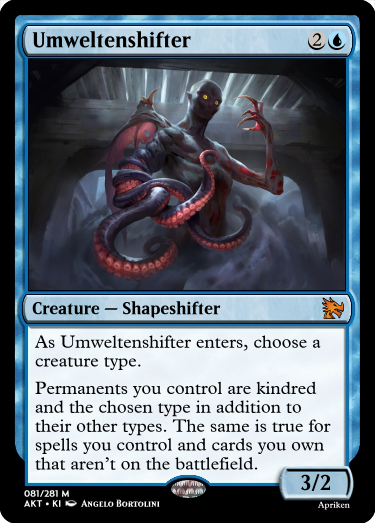 Umweltenshifter 2
Creature — Shapeshifter
As Umweltenshifter enters, choose a
creature type.
Permanents you control are kindred
and the chosen type in addition to
their other types. The same is true for
spells you control and cards you own
that aren't on the battlefield.
3/2
081/281 M
AKT • KI Angelo Bortolini
Apriken